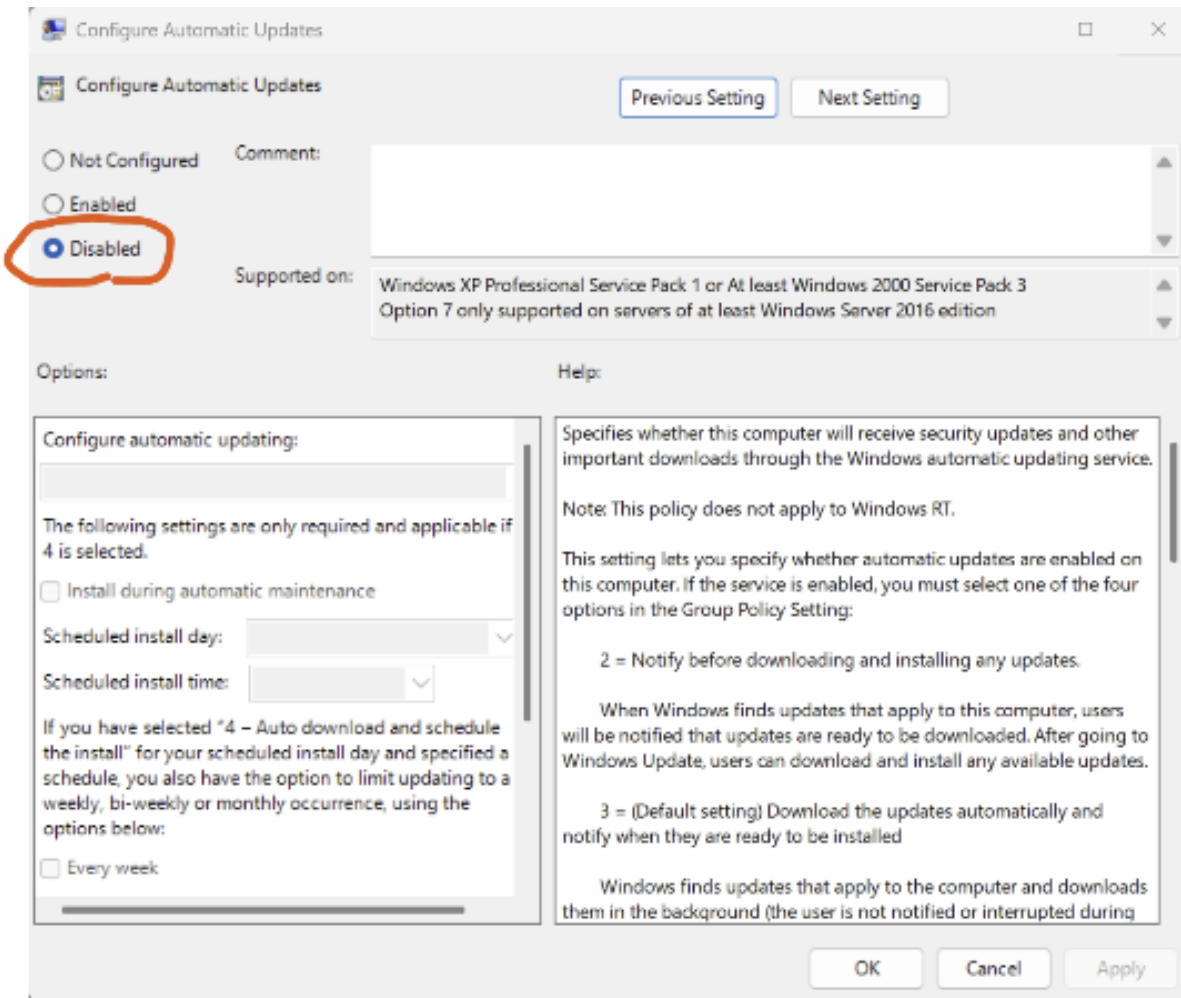 Configure Automatic Updates
Configure Automatic Updates
Previous Setting
Next Setting
Not Configured
Comment:
Enabled
Disabled
Supported on:
Windows XP Professional Service Pack 1 or At least Windows 2000 Service Pack 3
Option 7 only supported on servers of at least Windows Server 2016 edition
Options:
Help:
Configure automatic updating:
The following settings are only required and applicable if
4 is selected.
Install during automatic maintenance
Scheduled install day:
Scheduled install time:
If you have selected “4 – Auto download and schedule
the install” for your scheduled install day and specified a
schedule, you also have the option to limit updating to a
weekly, bi-weekly or monthly occurrence, using the
options below:
Every week
Specifies whether this computer will receive security updates and other
important downloads through the Windows automatic updating service.
Note: This policy does not apply to Windows RT.
This setting lets you specify whether automatic updates are enabled on
this computer. If the service is enabled, you must select one of the four
options in the Group Policy Setting:
2 = Notify before downloading and installing any updates.
When Windows finds updates that apply to this computer, users
will be notified that updates are ready to be downloaded. After going to
Windows Update, users can download and install any available updates.
3 = (Default setting) Download the updates automatically and
notify when they are ready to be installed
Windows finds updates that apply to the computer and downloads
them in the background (the user is not notified or interrupted during
OK
Cancel
Apply